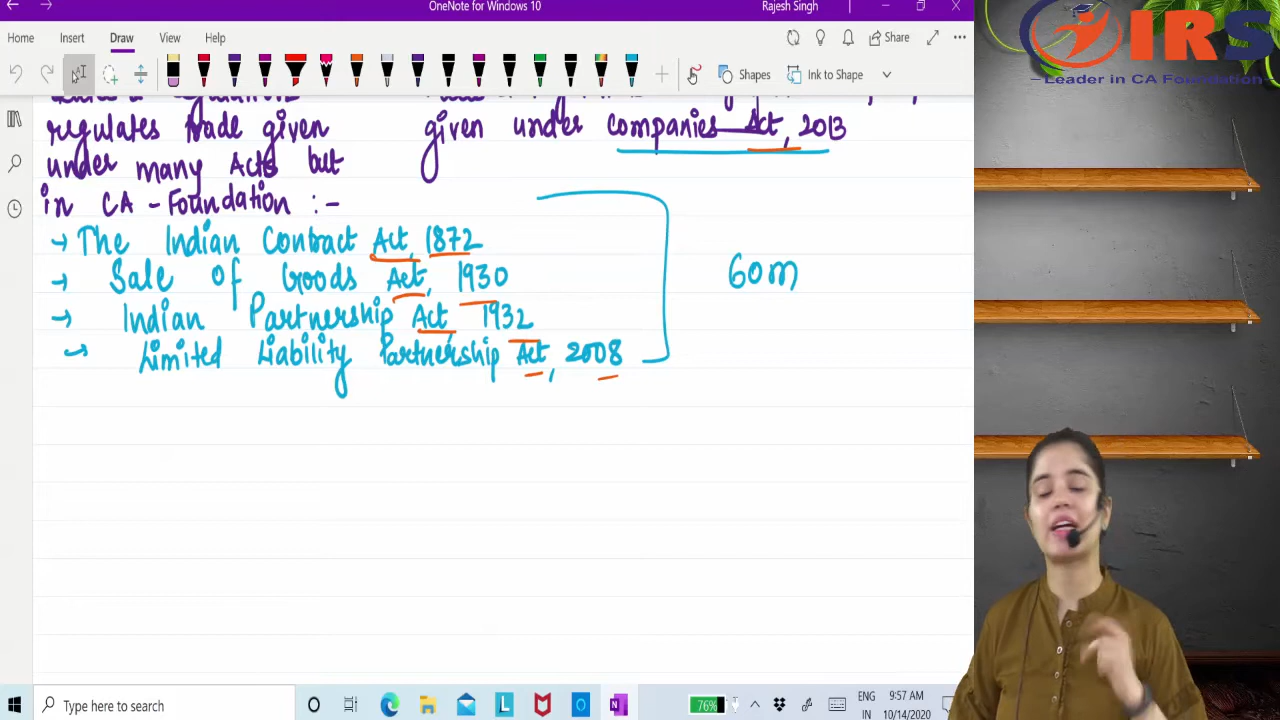 OneNote for Windows 10
Rajesh Singh
Home Insert Draw View Help
Share
Shapes
Ink to Shape
IRS
-Leader in CA Foundation-
regulates trade given
under many Acts but
in CA - Foundation :-
given under companies Act, 2013
→ The Indian Contract Act, 1872
→ Sale of Goods Act, 1930
→ Indian Partnership Act, 1932
→ Limited Liability Partnership Act, 2008
60m
Type here to search
76%
ENG
IN
9:57 AM
10/14/2020